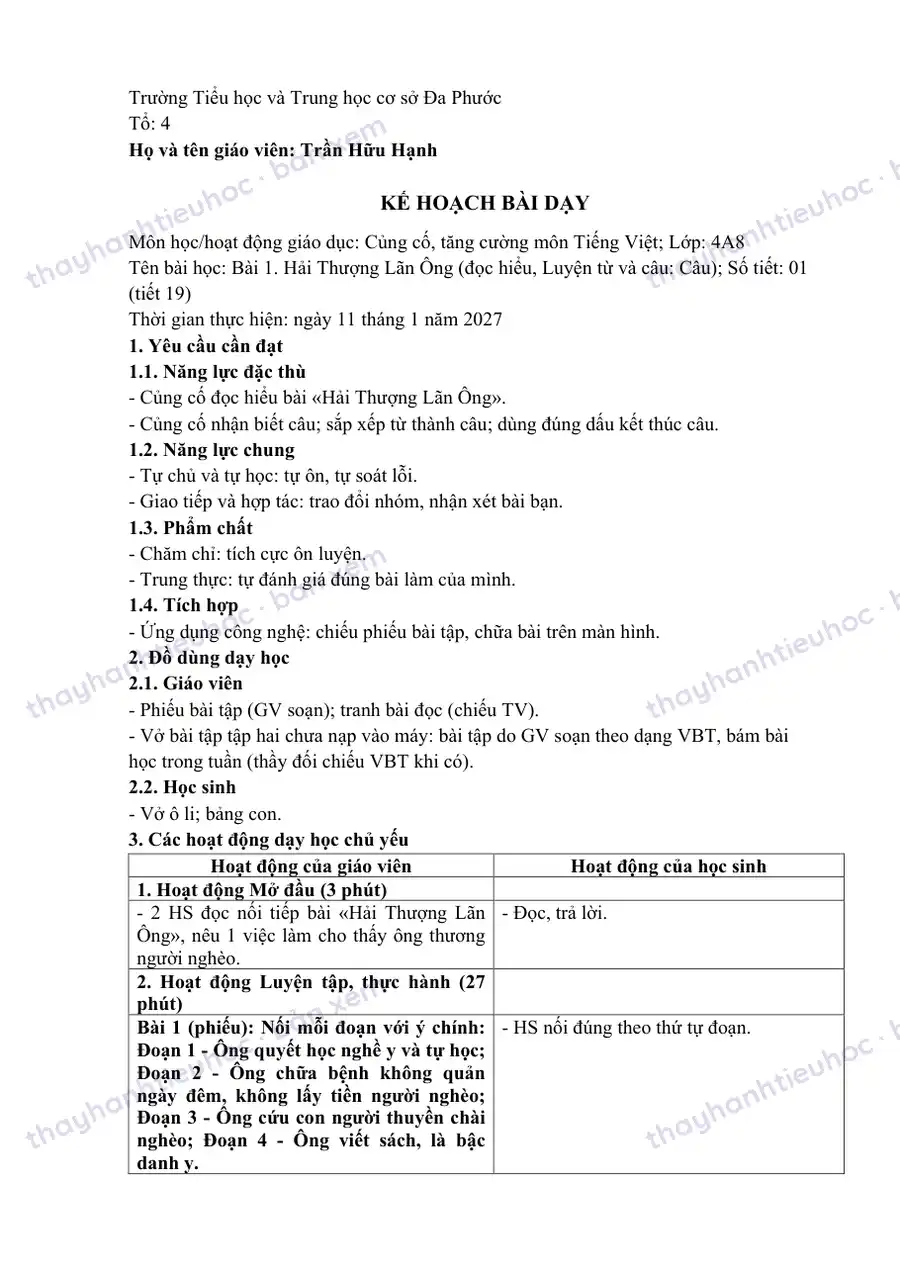 Trường Tiểu học và Trung học cơ sở Đa Phước
Tổ: 4
Họ và tên giáo viên: Trần Hữu Hạnh
KẾ HOẠCH BÀI DẠY
Môn học/hoạt động giáo dục: Củng cố, tăng cường môn Tiếng Việt; Lớp: 4A8
Tên bài học: Bài 1. Hải Thượng Lãn Ông (đọc hiểu, Luyện từ và câu: Câu); Số tiết: 01
(tiết 19)
Thời gian thực hiện: ngày 11 tháng 1 năm 2027
1. Yêu cầu cần đạt
1.1. Năng lực đặc thù
- Củng cố đọc hiểu bài «Hải Thượng Lãn Ông».
- Củng cố nhận biết câu; sắp xếp từ thành câu; dùng đúng dấu kết thúc câu.
1.2. Năng lực chung
- Tự chủ và tự học: tự ôn, tự soát lỗi.
- Giao tiếp và hợp tác: trao đổi nhóm, nhận xét bài bạn.
1.3. Phẩm chất
- Chăm chỉ: tích cực ôn luyện.
- Trung thực: tự đánh giá đúng bài làm của mình.
1.4. Tích hợp
- Ứng dụng công nghệ: chiếu phiếu bài tập, chữa bài trên màn hình.
2. Đồ dùng dạy học
2.1. Giáo viên
- Phiếu bài tập (GV soạn); tranh bài đọc (chiếu TV).
- Vở bài tập tập hai chưa nạp vào máy: bài tập do GV soạn theo dạng VBT, bám bài
học trong tuần (thầy đối chiếu VBT khi có).
2.2. Học sinh
- Vở ô li; bảng con.
3. Các hoạt động dạy học chủ yếu
Hoạt động của giáo viên
Hoạt động của học sinh
1. Hoạt động Mở đầu (3 phút)
- 2 HS đọc nối tiếp bài «Hải Thượng Lãn
Ông», nêu 1 việc làm cho thấy ông thương
người nghèo.
- Đọc, trả lời.
2. Hoạt động Luyện tập, thực hành (27
phút)
Bài 1 (phiếu): Nối mỗi đoạn với ý chính:
Đoạn 1 - Ông quyết học nghề y và tự học;
Đoạn 2 - Ông chữa bệnh không quản
ngày đêm, không lấy tiền người nghèo;
Đoạn 3 - Ông cứu con người thuyền chài
nghèo; Đoạn 4 - Ông viết sách, là bậc
danh y.
- HS nối đúng theo thứ tự đoạn.
thayhanhtieuhoc · bản xem
thayhanhtieuhoc · b
thayhanhtieuhoc · bản xem
thayhanhtieuhoc · b
thayhanhtieuhoc · bản xem
thayhanhtieuhoc · b